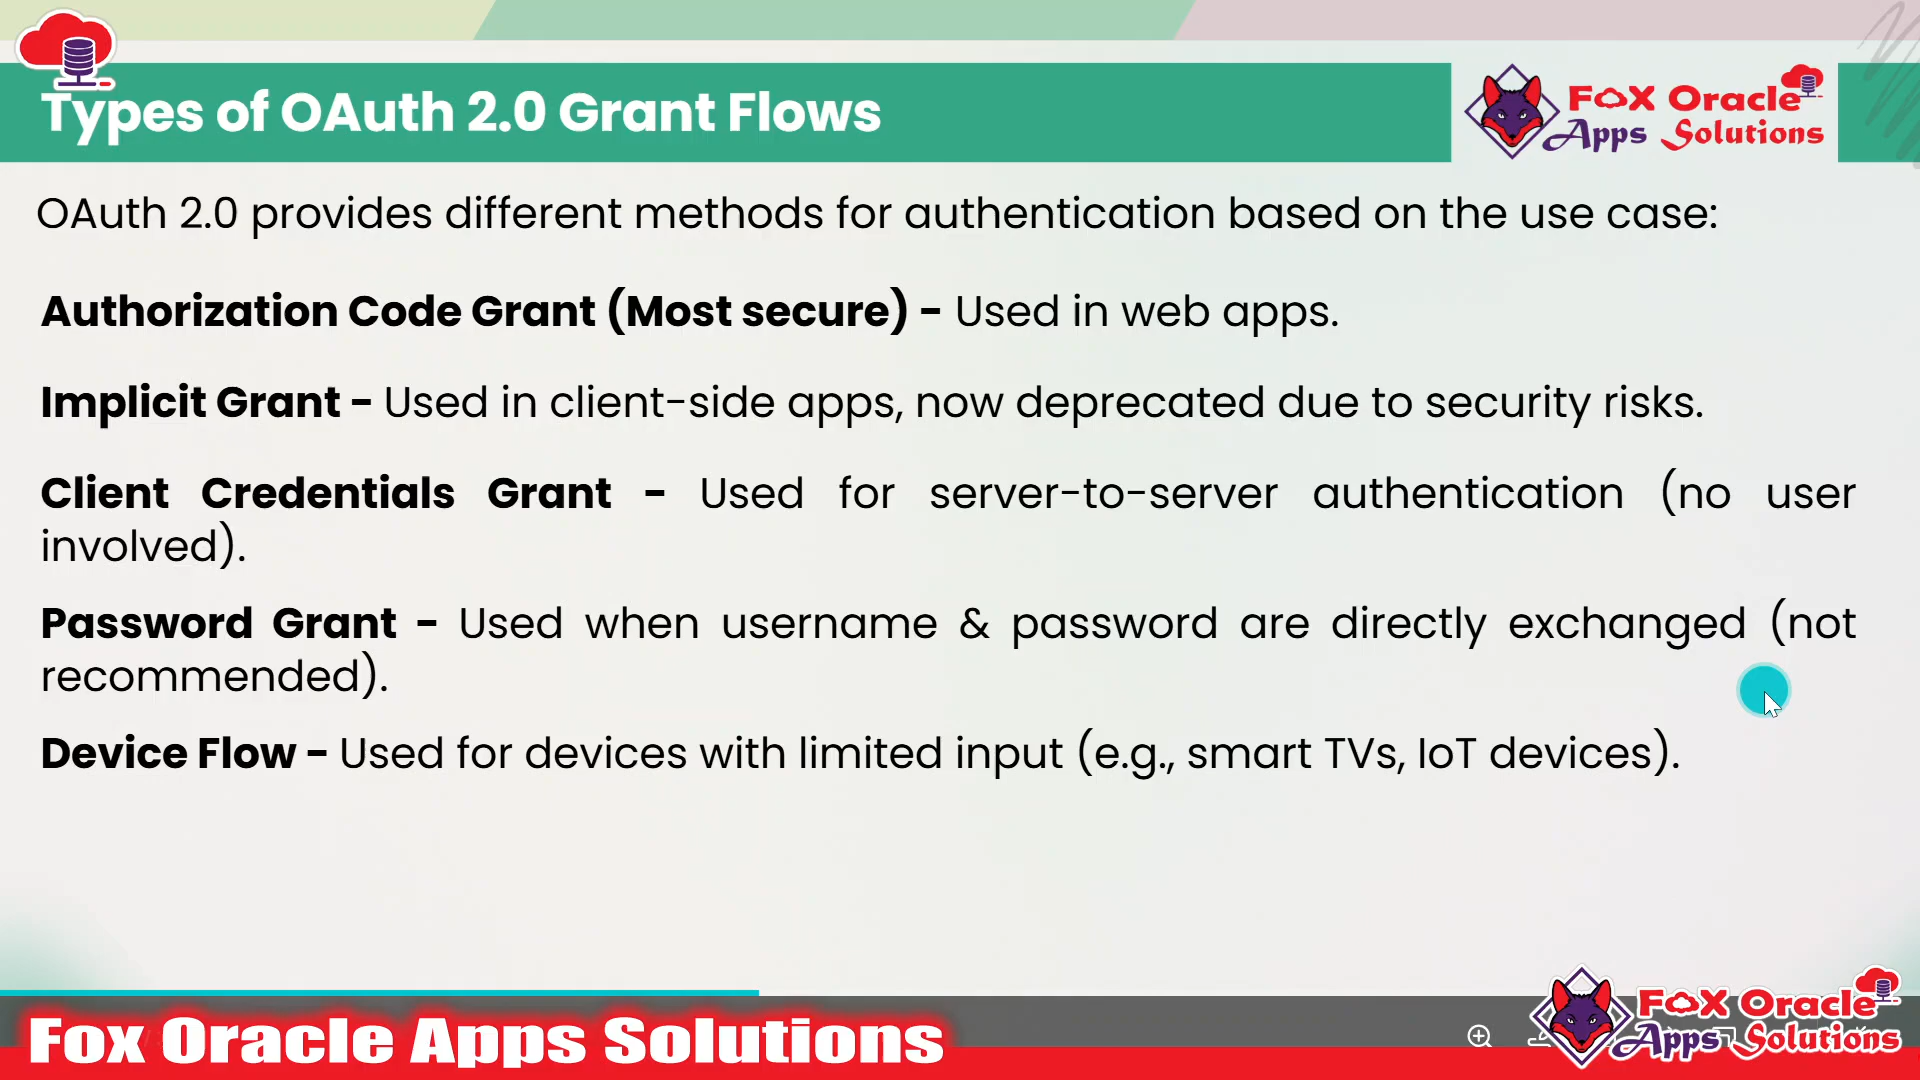 Types of OAuth 2.0 Grant Flows
FoX Oracle
Apps Solutions
OAuth 2.0 provides different methods for authentication based on the use case:
Authorization Code Grant (Most secure) - Used in web apps.
Implicit Grant - Used in client-side apps, now deprecated due to security risks.
Client Credentials Grant - Used for server-to-server authentication (no user
involved).
Password Grant - Used when username & password are directly exchanged (not
recommended).
Device Flow - Used for devices with limited input (e.g., smart TVs, IoT devices).
Fox Oracle Apps Solutions
FoX Oracle
Apps Solutions